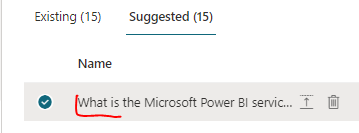 Existing (15) Suggested (15)
Name
What is the Microsoft Power BI servic...